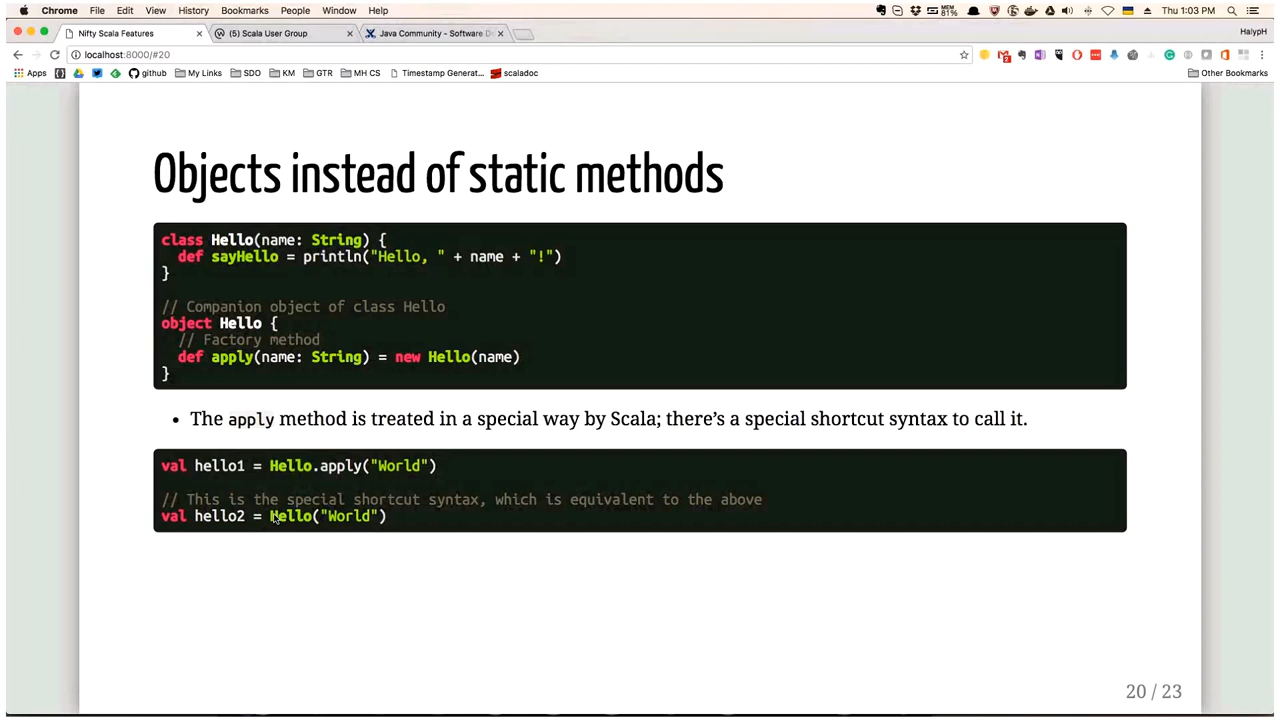 Chrome File Edit View History Bookmarks People Window Help MEM 81% Thu 1:03 PM
Nifty Scala Features (5) Scala User Group Java Community - Software De HalypH
localhost:8000/#20
Apps github My Links SDO KM GTR MH CS Timestamp Generat... scaladoc Other Bookmarks
Objects instead of static methods
class Hello(name: String) {
  def sayHello = println("Hello, " + name + "!")
}
// Companion object of class Hello
object Hello {
  // Factory method
  def apply(name: String) = new Hello(name)
}
• The apply method is treated in a special way by Scala; there’s a special shortcut syntax to call it.
val hello1 = Hello.apply("World")
// This is the special shortcut syntax, which is equivalent to the above
val hello2 = Hello("World")
20 / 23